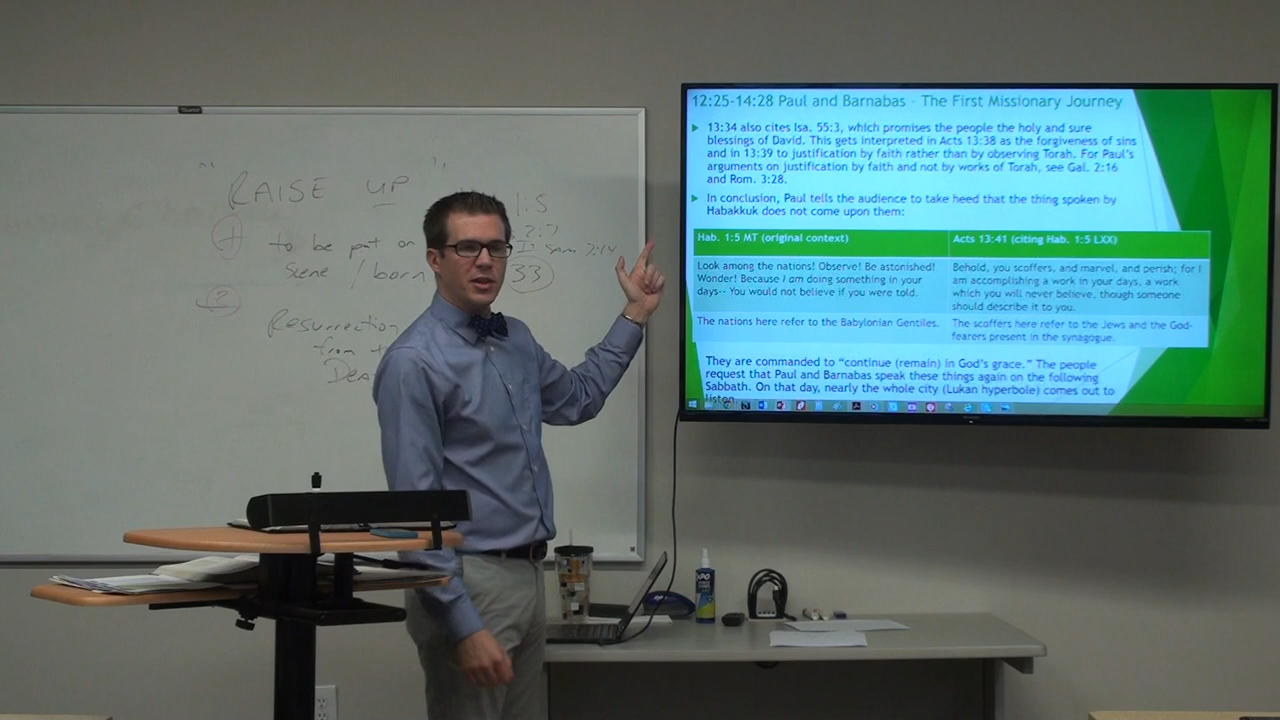 RAISE UP
1:5
2:7
① to be put on II Sam 7:14
scene / born 33
②
Resurrection
from
12:25-14:28 Paul and Barnabas – The First Missionary Journey
13:34 also cites Isa. 55:3, which promises the people the holy and sure
blessings of David. This gets interpreted in Acts 13:38 as the forgiveness of sins
and in 13:39 to justification by faith rather than by observing Torah. For Paul's
arguments on justification by faith and not by works of Torah, see Gal. 2:16
and Rom. 3:28.
In conclusion, Paul tells the audience to take heed that the thing spoken by
Habakkuk does not come upon them:
Hab. 1:5 MT (original context)
Acts 13:41 (citing Hab. 1:5 LXX)
Look among the nations! Observe! Be astonished!
Wonder! Because I am doing something in your
days-- You would not believe if you were told.
Behold, you scoffers, and marvel, and perish; for I
am accomplishing a work in your days, a work
which you will never believe, though someone
should describe it to you.
The nations here refer to the Babylonian Gentiles.
The scoffers here refer to the Jews and the God-
fearers present in the synagogue.
They are commanded to "continue (remain) in God's grace." The people
request that Paul and Barnabas speak these things again on the following
Sabbath. On that day, nearly the whole city (Lukan hyperbole) comes out to
listen.
EXPO